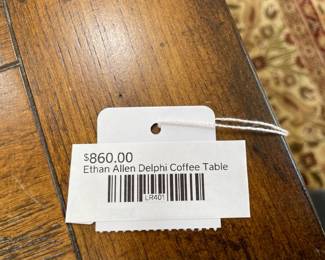 $860.00
Ethan Allen Delphi Coffee Table
LR401